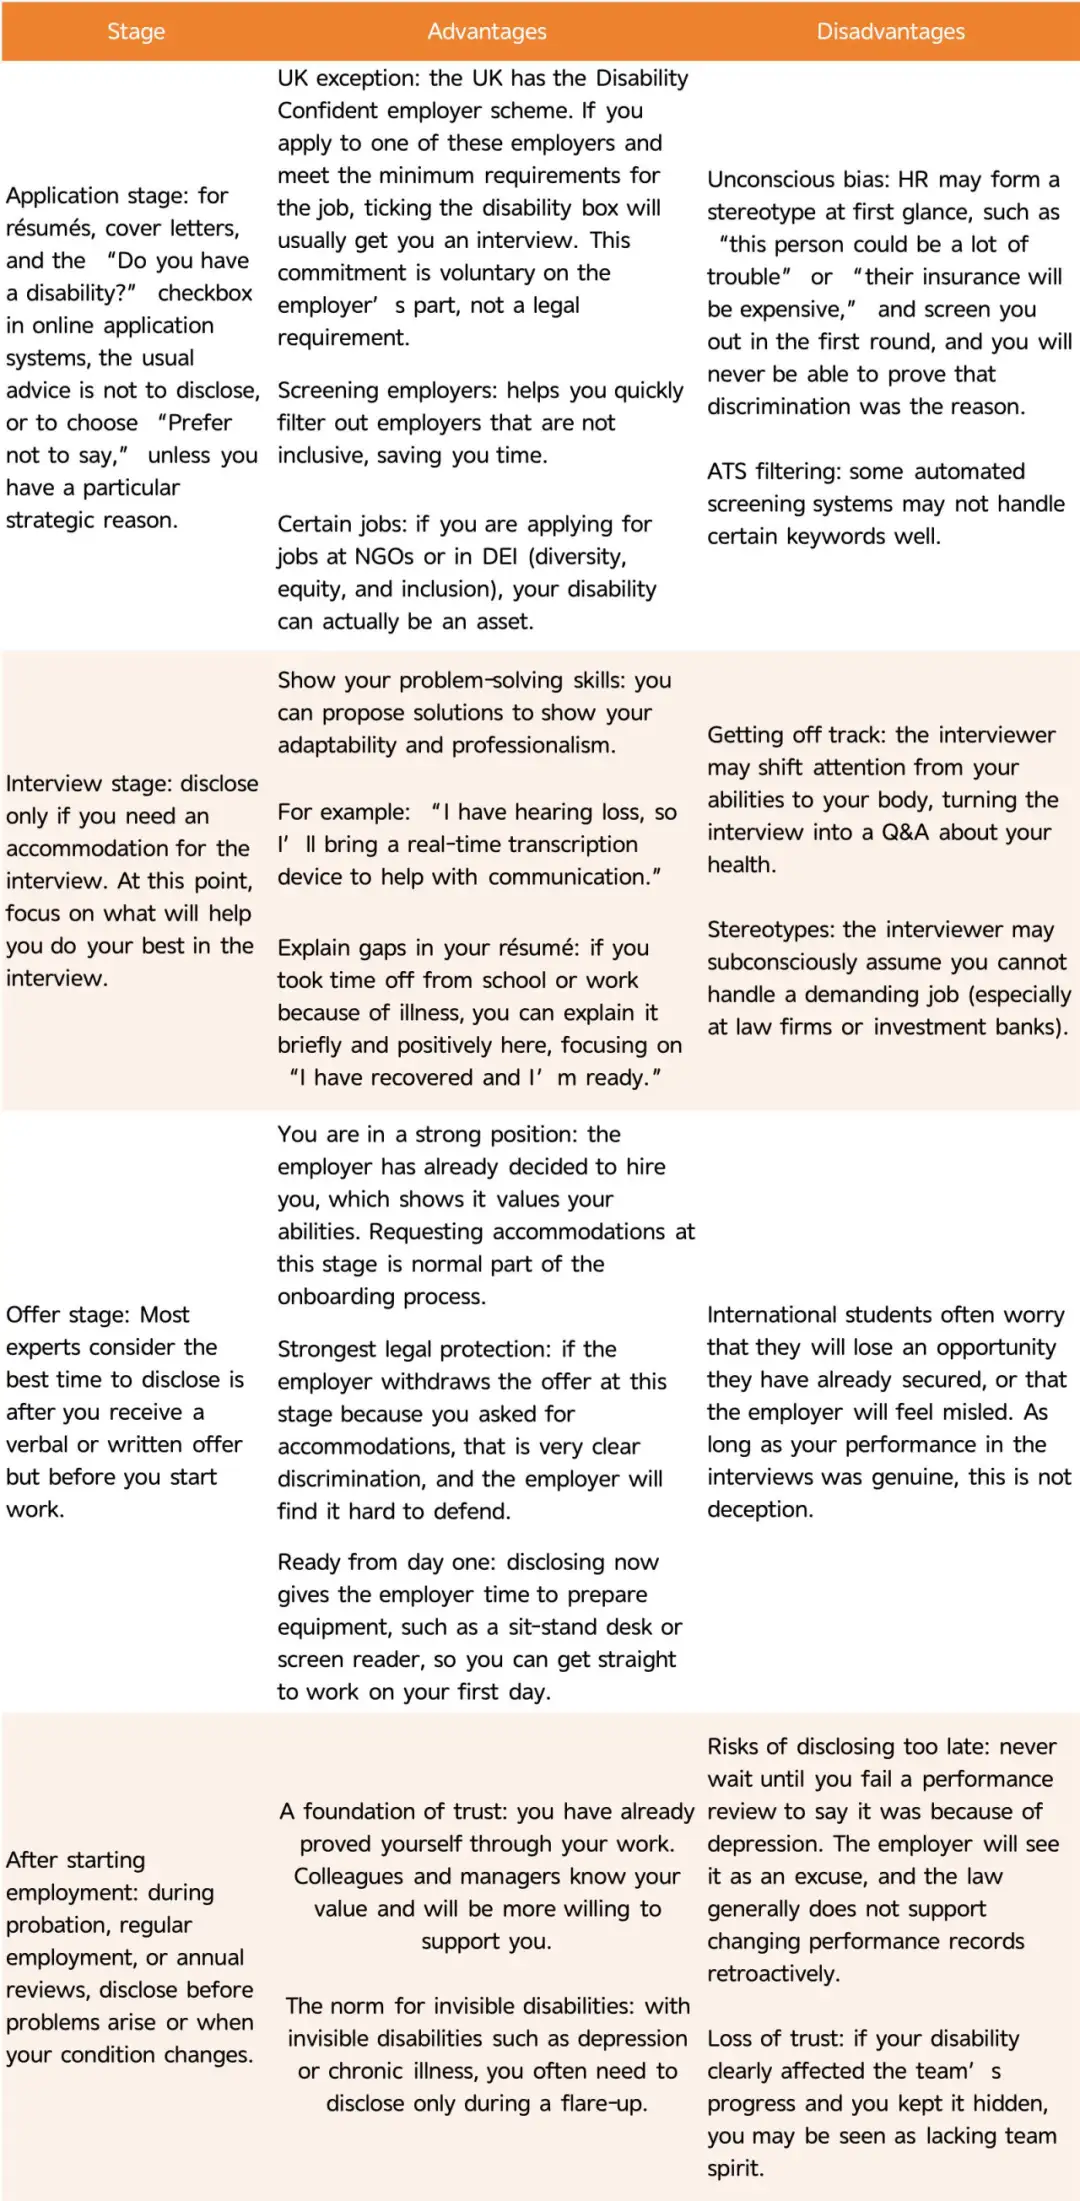 Stage
Advantages
Disadvantages
Application stage: for
résumés, cover letters,
and the “Do you have
a disability?” checkbox
in online application
systems, the usual
advice is not to disclose,
or to choose “Prefer
not to say,” unless you
have a particular
strategic reason.
UK exception: the UK has the Disability
Confident employer scheme. If you
apply to one of these employers and
meet the minimum requirements for
the job, ticking the disability box will
usually get you an interview. This
commitment is voluntary on the
employer’s part, not a legal
requirement.
Screening employers: helps you quickly
filter out employers that are not
inclusive, saving you time.
Certain jobs: if you are applying for
jobs at NGOs or in DEI (diversity,
equity, and inclusion), your disability
can actually be an asset.
Unconscious bias: HR may form a
stereotype at first glance, such as
“this person could be a lot of
trouble” or “their insurance will
be expensive,” and screen you
out in the first round, and you will
never be able to prove that
discrimination was the reason.
ATS filtering: some automated
screening systems may not handle
certain keywords well.
Interview stage: disclose
only if you need an
accommodation for the
interview. At this point,
focus on what will help
you do your best in the
interview.
Show your problem-solving skills: you
can propose solutions to show your
adaptability and professionalism.
For example: “I have hearing loss, so
I’ll bring a real-time transcription
device to help with communication.”
Explain gaps in your résumé: if you
took time off from school or work
because of illness, you can explain it
briefly and positively here, focusing on
“I have recovered and I’m ready.”
Getting off track: the interviewer
may shift attention from your
abilities to your body, turning the
interview into a Q&A about your
health.
Stereotypes: the interviewer may
subconsciously assume you cannot
handle a demanding job (especially
at law firms or investment banks).
Offer stage: Most
experts consider the
best time to disclose is
after you receive a
verbal or written offer
but before you start
work.
You are in a strong position: the
employer has already decided to hire
you, which shows it values your
abilities. Requesting accommodations at
this stage is normal part of the
onboarding process.
Strongest legal protection: if the
employer withdraws the offer at this
stage because you asked for
accommodations, that is very clear
discrimination, and the employer will
find it hard to defend.
Ready from day one: disclosing now
gives the employer time to prepare
equipment, such as a sit-stand desk or
screen reader, so you can get straight
to work on your first day.
International students often worry
that they will lose an opportunity
they have already secured, or that
the employer will feel misled. As
long as your performance in the
interviews was genuine, this is not
deception.
After starting
employment: during
probation, regular
employment, or annual
reviews, disclose before
problems arise or when
your condition changes.
A foundation of trust: you have already
proved yourself through your work.
Colleagues and managers know your
value and will be more willing to
support you.
The norm for invisible disabilities: with
invisible disabilities such as depression
or chronic illness, you often need to
disclose only during a flare-up.
Risks of disclosing too late: never
wait until you fail a performance
review to say it was because of
depression. The employer will see
it as an excuse, and the law
generally does not support
changing performance records
retroactively.
Loss of trust: if your disability
clearly affected the team’s
progress and you kept it hidden,
you may be seen as lacking team
spirit.